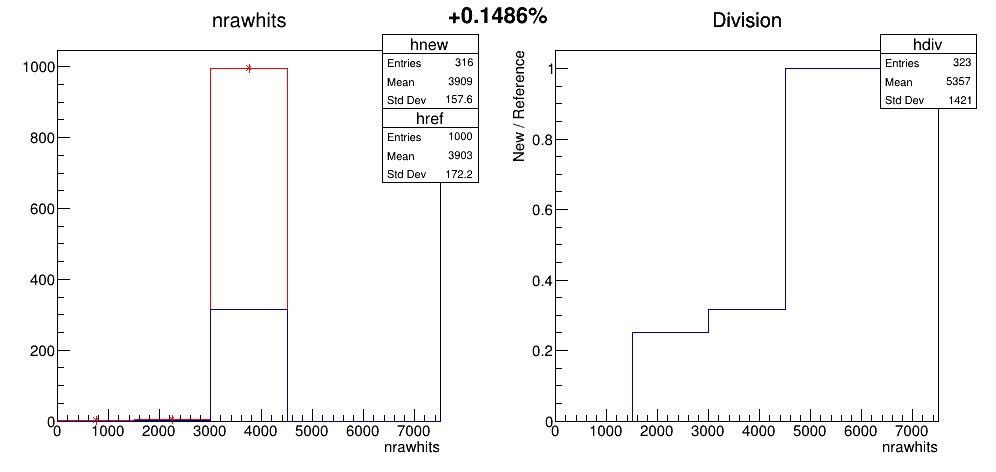 +0.1486%
nrawhits
hnew
Entries 316
Mean 3909
Std Dev 157.6
href
Entries 1000
Mean 3903
Std Dev 172.2
1000
800
600
400
200
0
0 1000 2000 3000 4000 5000 6000 7000
nrawhits
Division
hdiv
Entries 323
Mean 5357
Std Dev 1421
New / Reference
1
0.8
0.6
0.4
0.2
0
0 1000 2000 3000 4000 5000 6000 7000
nrawhits